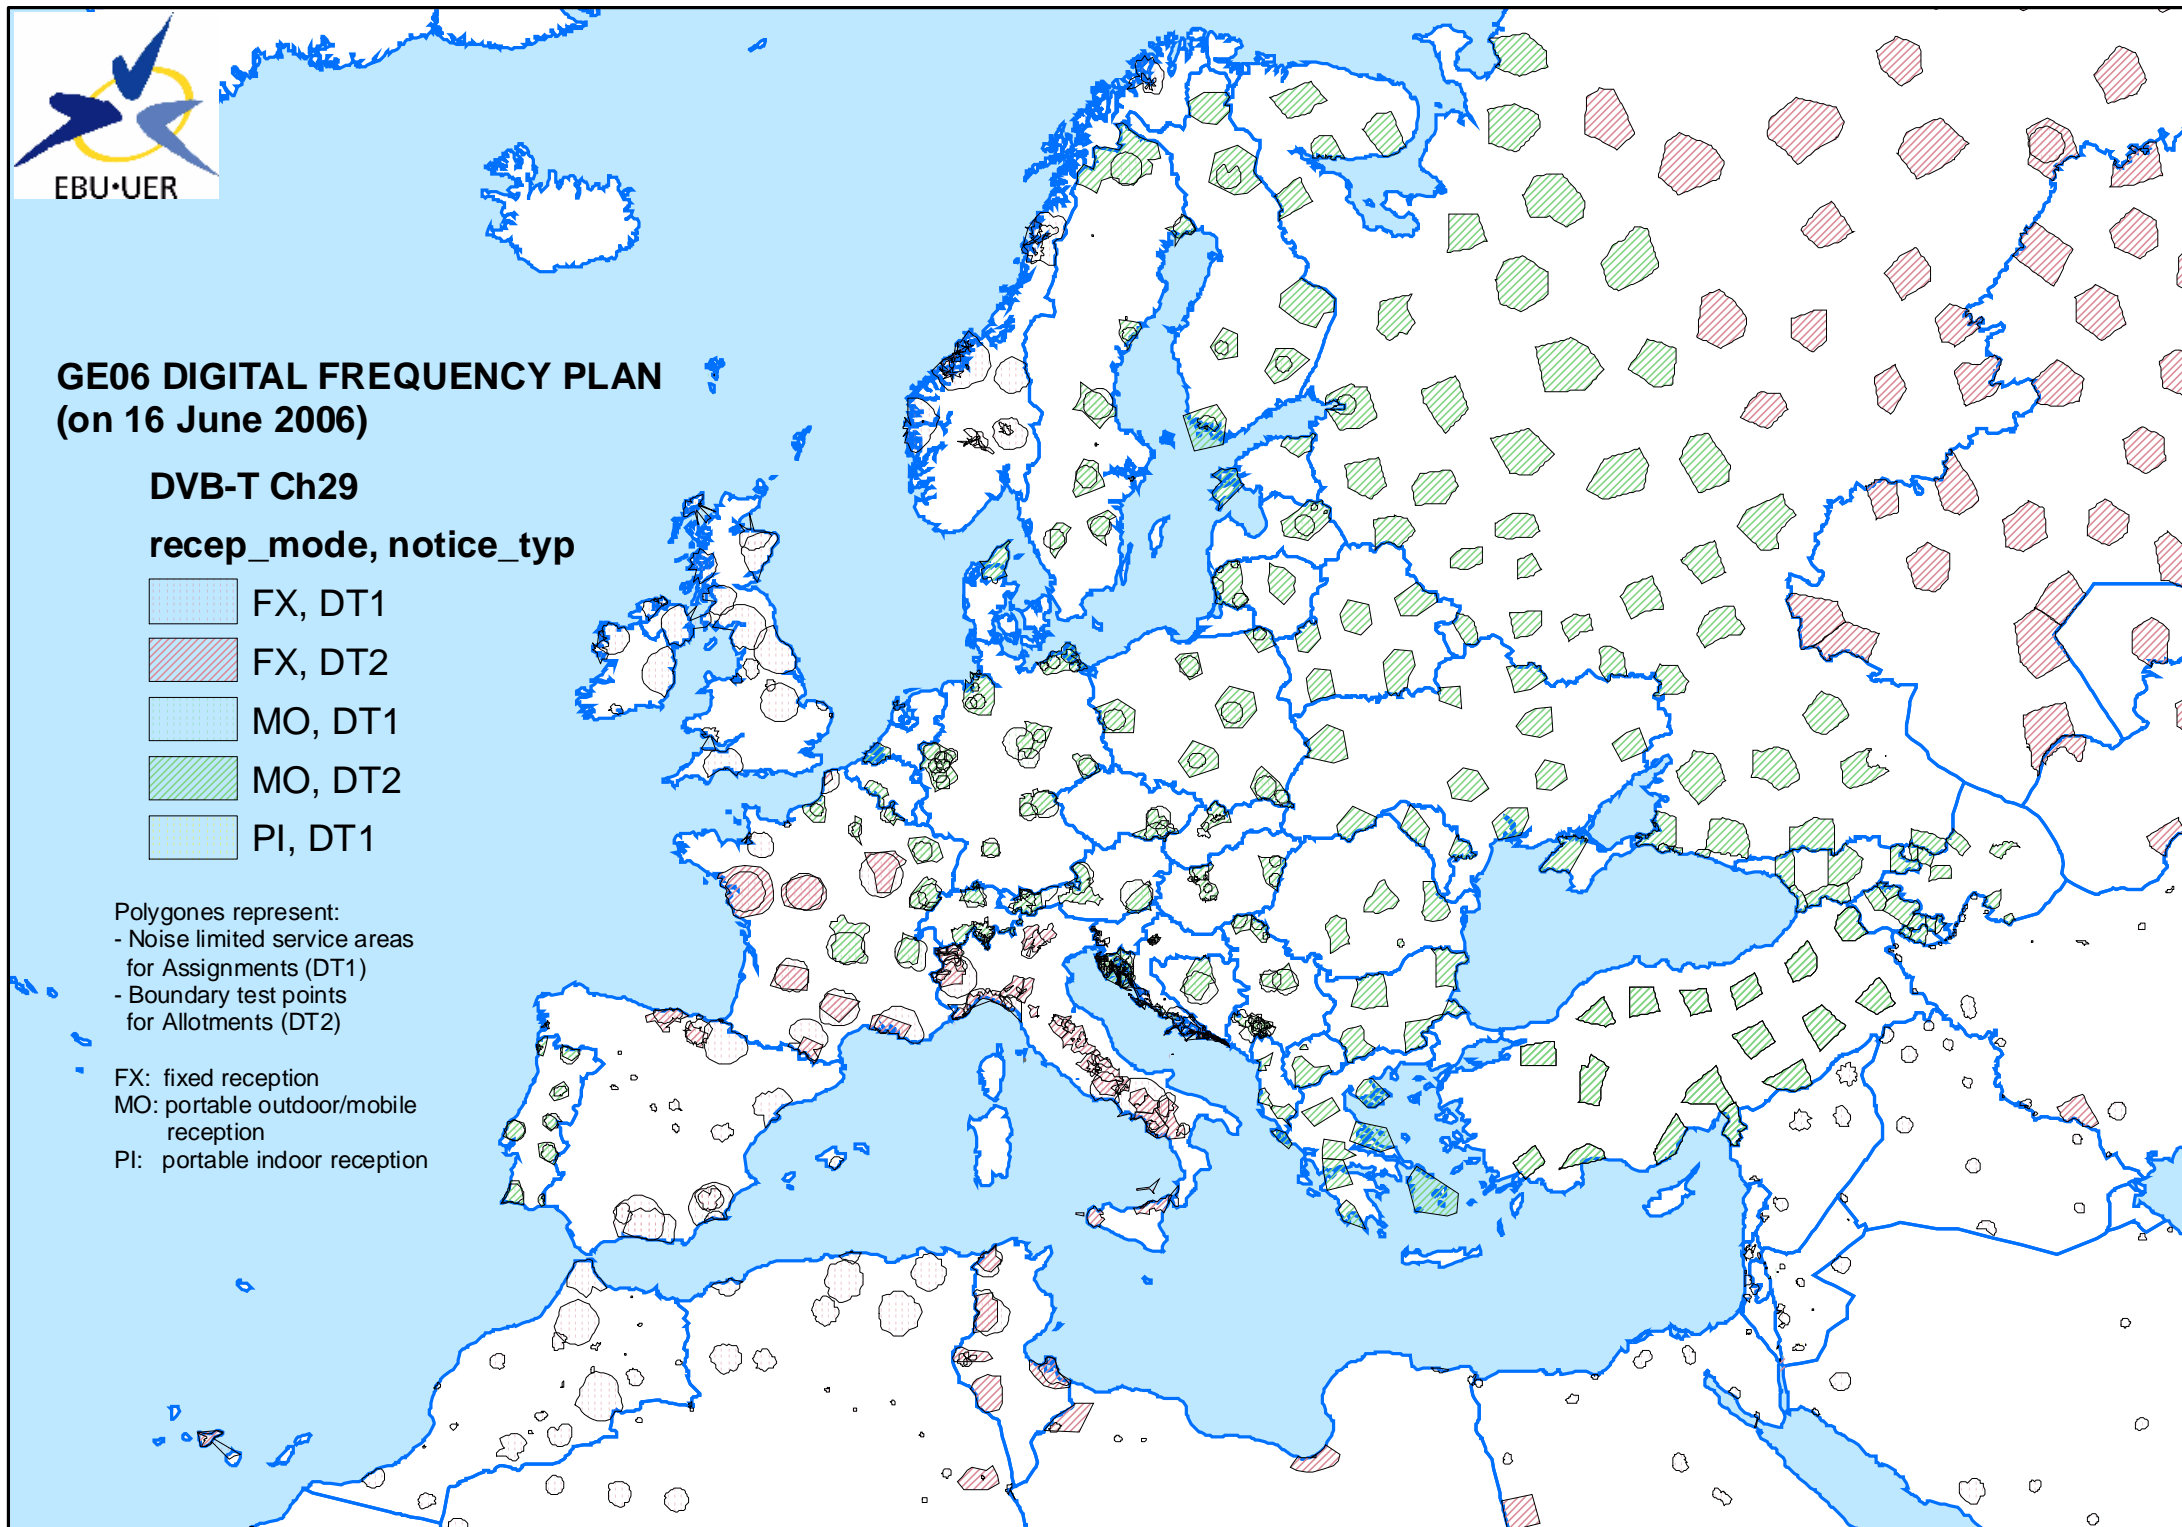 EBU•UER
GE06 DIGITAL FREQUENCY PLAN
(on 16 June 2006)
DVB-T Ch29
recep_mode, notice_typ
FX, DT1
FX, DT2
MO, DT1
MO, DT2
PI, DT1
Polygones represent:
- Noise limited service areas
for Assignments (DT1)
- Boundary test points
for Allotments (DT2)
FX: fixed reception
MO: portable outdoor/mobile
reception
PI: portable indoor reception